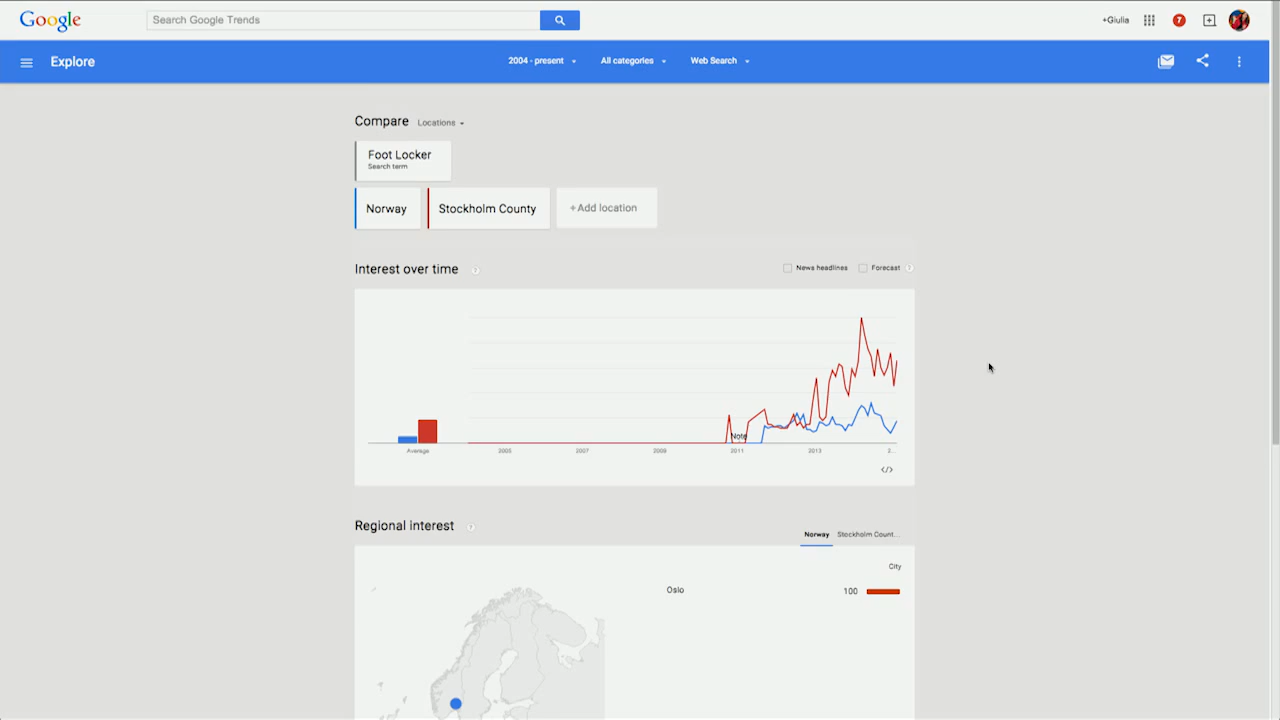 Google
Search Google Trends
+Giulia
7
Explore
2004 - present
All categories
Web Search
Compare
Locations
Foot Locker
Search term
Norway
Stockholm County
+Add location
Interest over time
?
News headlines
Forecast
?
Note
Average
2005
2007
2009
2011
2013
2...
</>
Regional interest
?
Norway
Stockholm Count...
City
Oslo
100